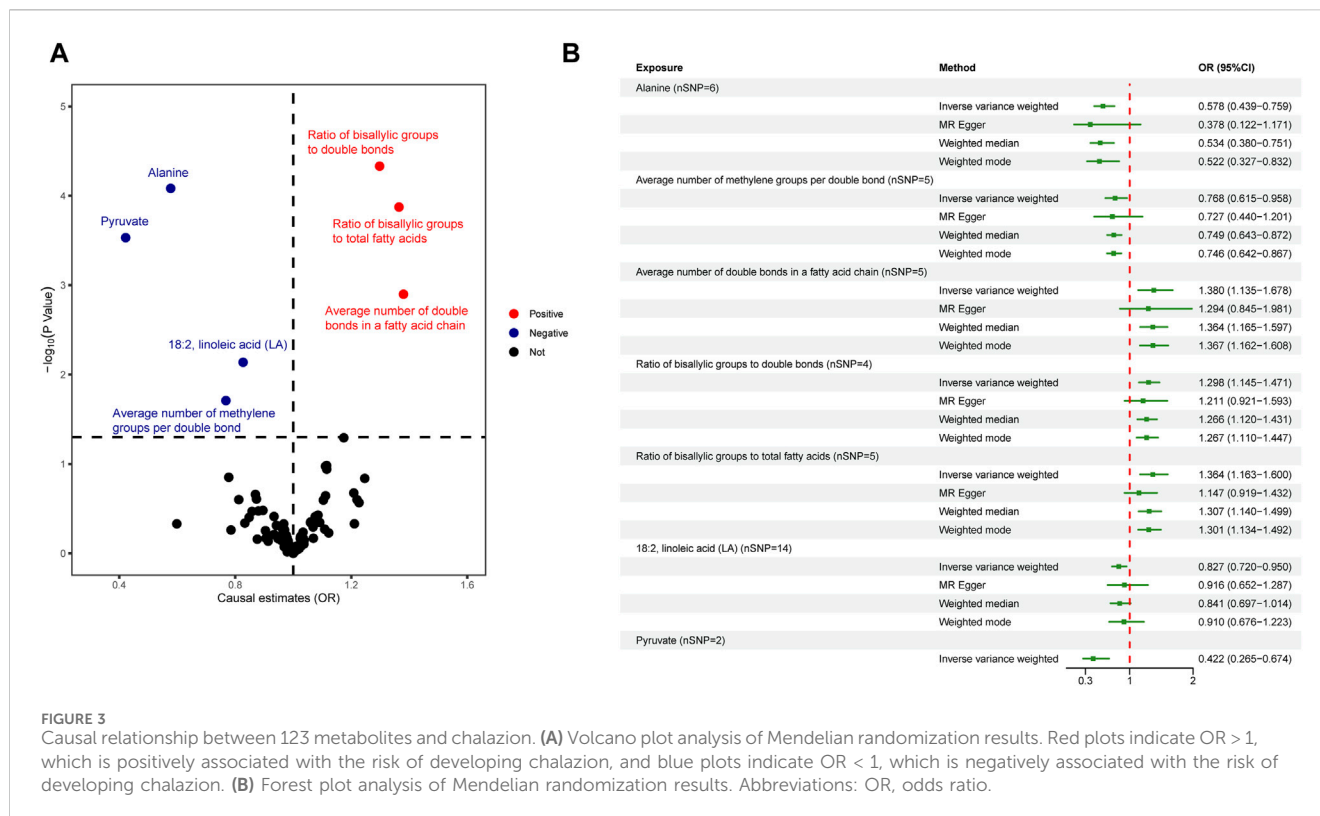 A
−log10(P Value)
5
4
3
2
1
0
0.4
0.8
1.2
1.6
Causal estimates (OR)
Ratio of bisallylic groups
to double bonds
Alanine
Pyruvate
Ratio of bisallylic groups
to total fatty acids
Average number of double
bonds in a fatty acid chain
18:2, linoleic acid (LA)
Average number of methylene
groups per double bond
Positive
Negative
Not
B
Exposure Method OR (95%CI)
Alanine (nSNP=6)
Inverse variance weighted 0.578 (0.439−0.759)
MR Egger 0.378 (0.122−1.171)
Weighted median 0.534 (0.380−0.751)
Weighted mode 0.522 (0.327−0.832)
Average number of methylene groups per double bond (nSNP=5)
Inverse variance weighted 0.768 (0.615−0.958)
MR Egger 0.727 (0.440−1.201)
Weighted median 0.749 (0.643−0.872)
Weighted mode 0.746 (0.642−0.867)
Average number of double bonds in a fatty acid chain (nSNP=5)
Inverse variance weighted 1.380 (1.135−1.678)
MR Egger 1.294 (0.845−1.981)
Weighted median 1.364 (1.165−1.597)
Weighted mode 1.367 (1.162−1.608)
Ratio of bisallylic groups to double bonds (nSNP=4)
Inverse variance weighted 1.298 (1.145−1.471)
MR Egger 1.211 (0.921−1.593)
Weighted median 1.266 (1.120−1.431)
Weighted mode 1.267 (1.110−1.447)
Ratio of bisallylic groups to total fatty acids (nSNP=5)
Inverse variance weighted 1.364 (1.163−1.600)
MR Egger 1.147 (0.919−1.432)
Weighted median 1.307 (1.140−1.499)
Weighted mode 1.301 (1.134−1.492)
18:2, linoleic acid (LA) (nSNP=14)
Inverse variance weighted 0.827 (0.720−0.950)
MR Egger 0.916 (0.652−1.287)
Weighted median 0.841 (0.697−1.014)
Weighted mode 0.910 (0.676−1.223)
Pyruvate (nSNP=2)
Inverse variance weighted 0.422 (0.265−0.674)
0.3 1 2
FIGURE 3
Causal relationship between 123 metabolites and chalazion. (A) Volcano plot analysis of Mendelian randomization results. Red plots indicate OR > 1,
which is positively associated with the risk of developing chalazion, and blue plots indicate OR < 1, which is negatively associated with the risk of
developing chalazion. (B) Forest plot analysis of Mendelian randomization results. Abbreviations: OR, odds ratio.